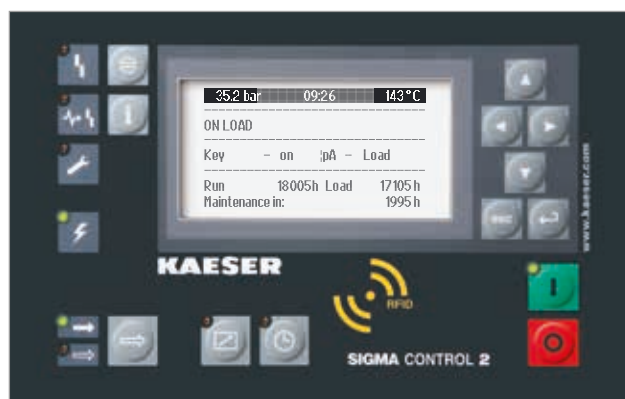 35.2 bar 09:26 143°C
ON LOAD
Key – on ¦pA – Load
Run 18005h Load 17105h
Maintenance in: 1995h
esc
www.kaeser.com
KAESER
RFID
SIGMA CONTROL 2